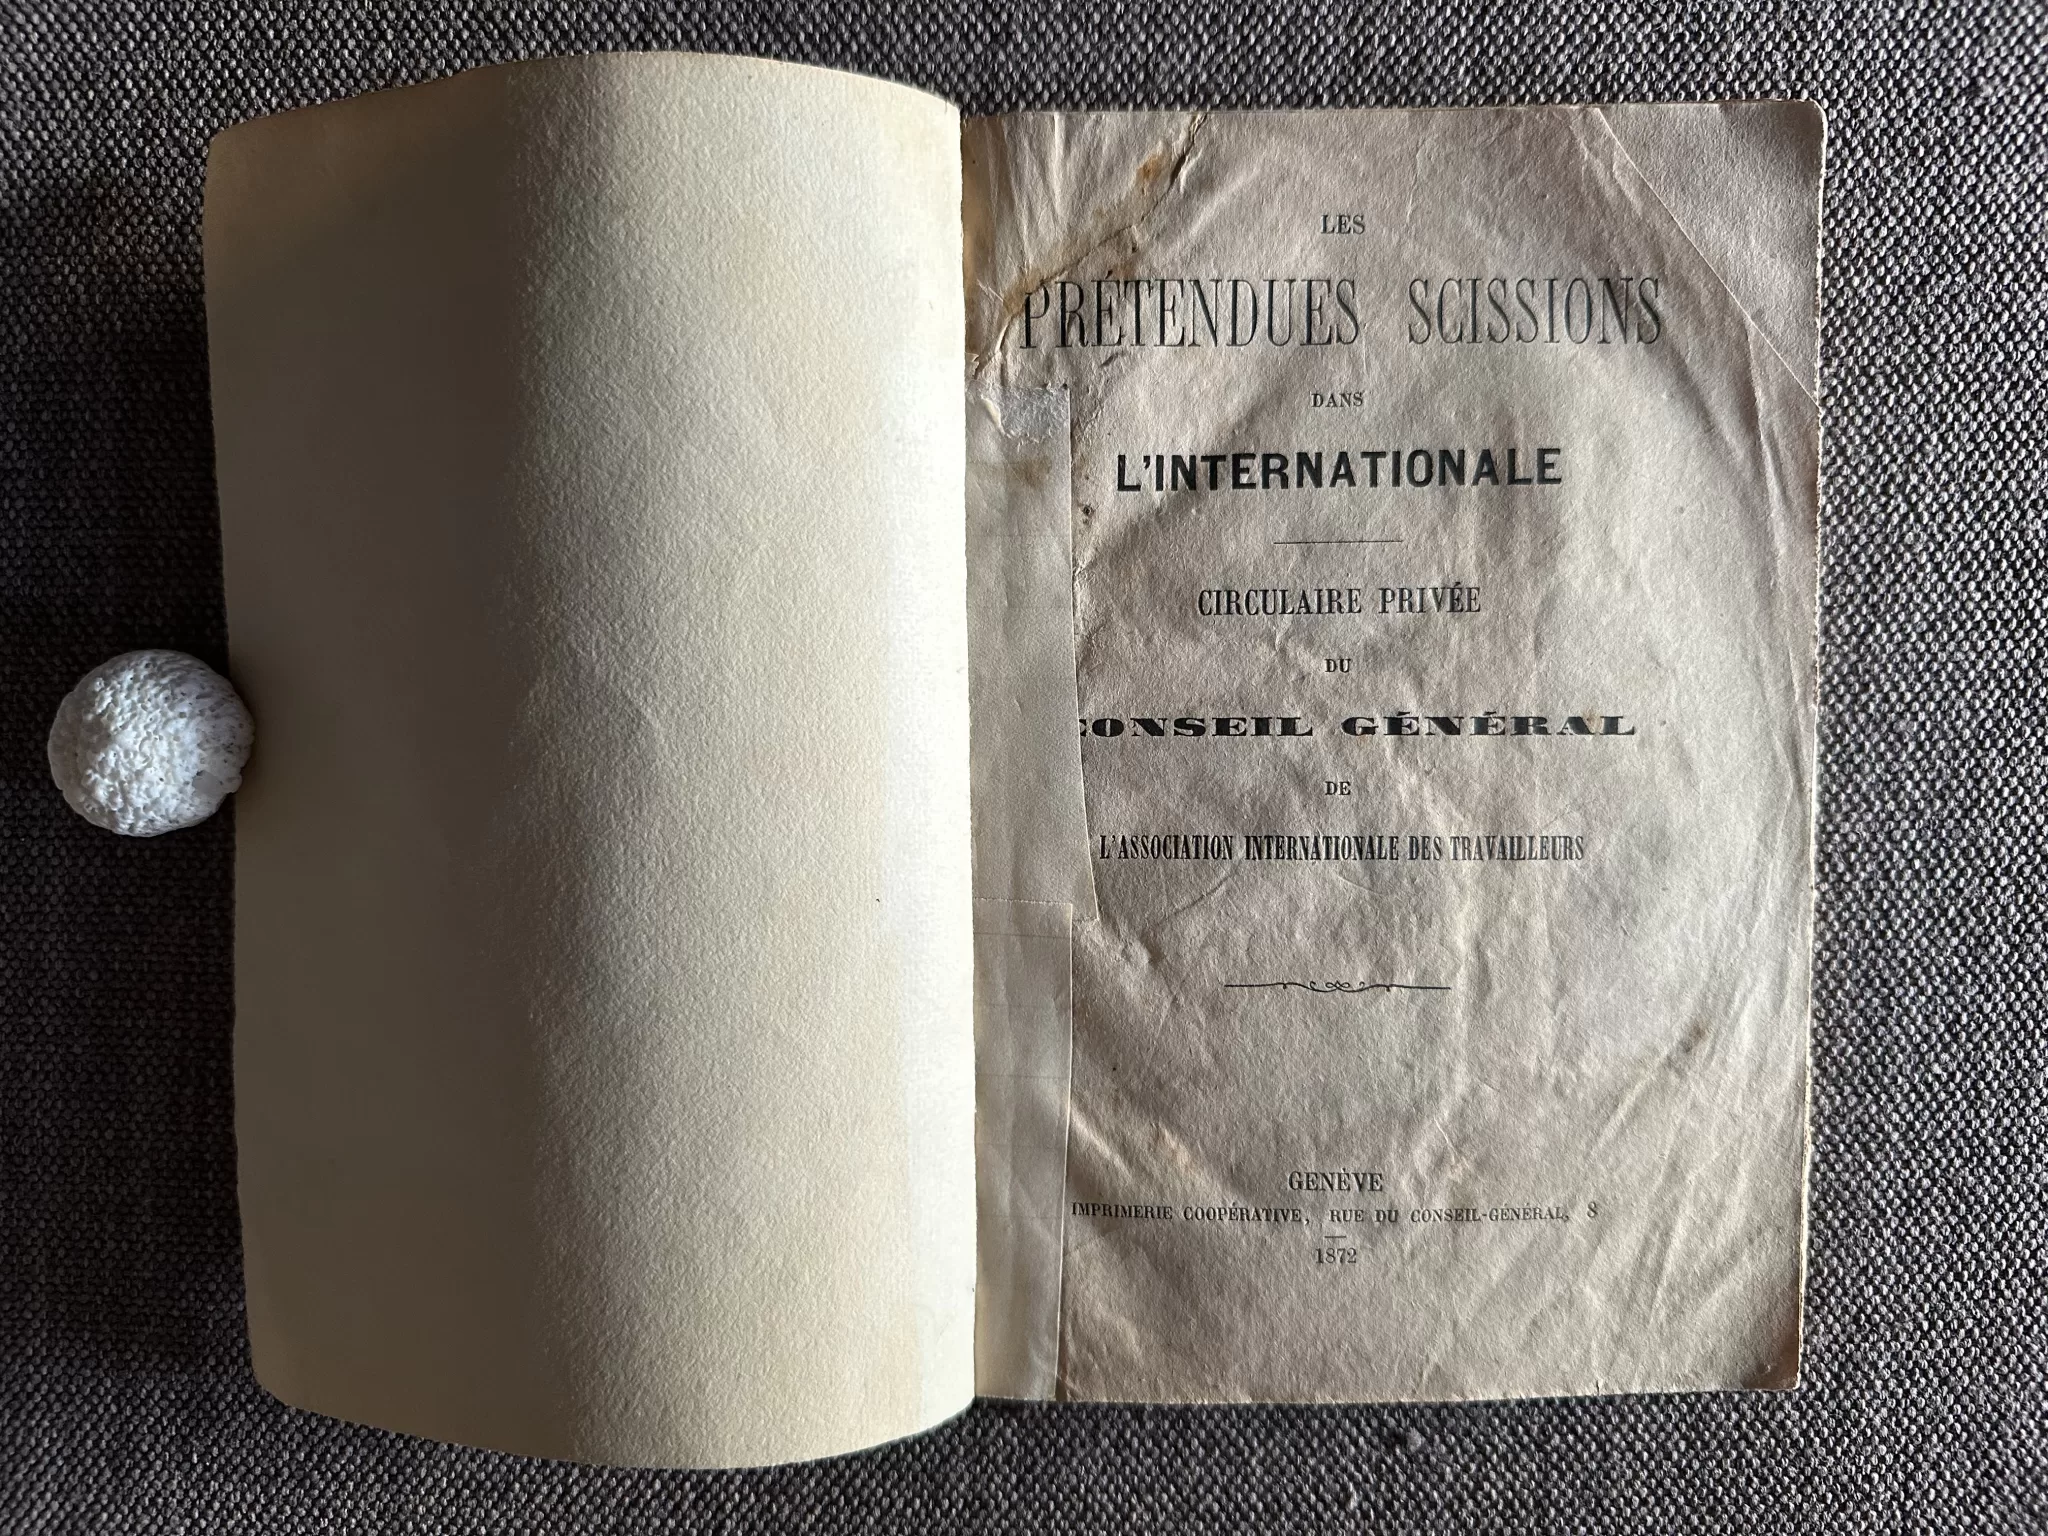 LES
PRÉTENDUES SCISSIONS
DANS
L'INTERNATIONALE
CIRCULAIRE PRIVÉE
DU
CONSEIL GÉNÉRAL
DE
L'ASSOCIATION INTERNATIONALE DES TRAVAILLEURS
GENÈVE
IMPRIMERIE COOPÉRATIVE, RUE DU CONSEIL-GÉNÉRAL, 8
1872